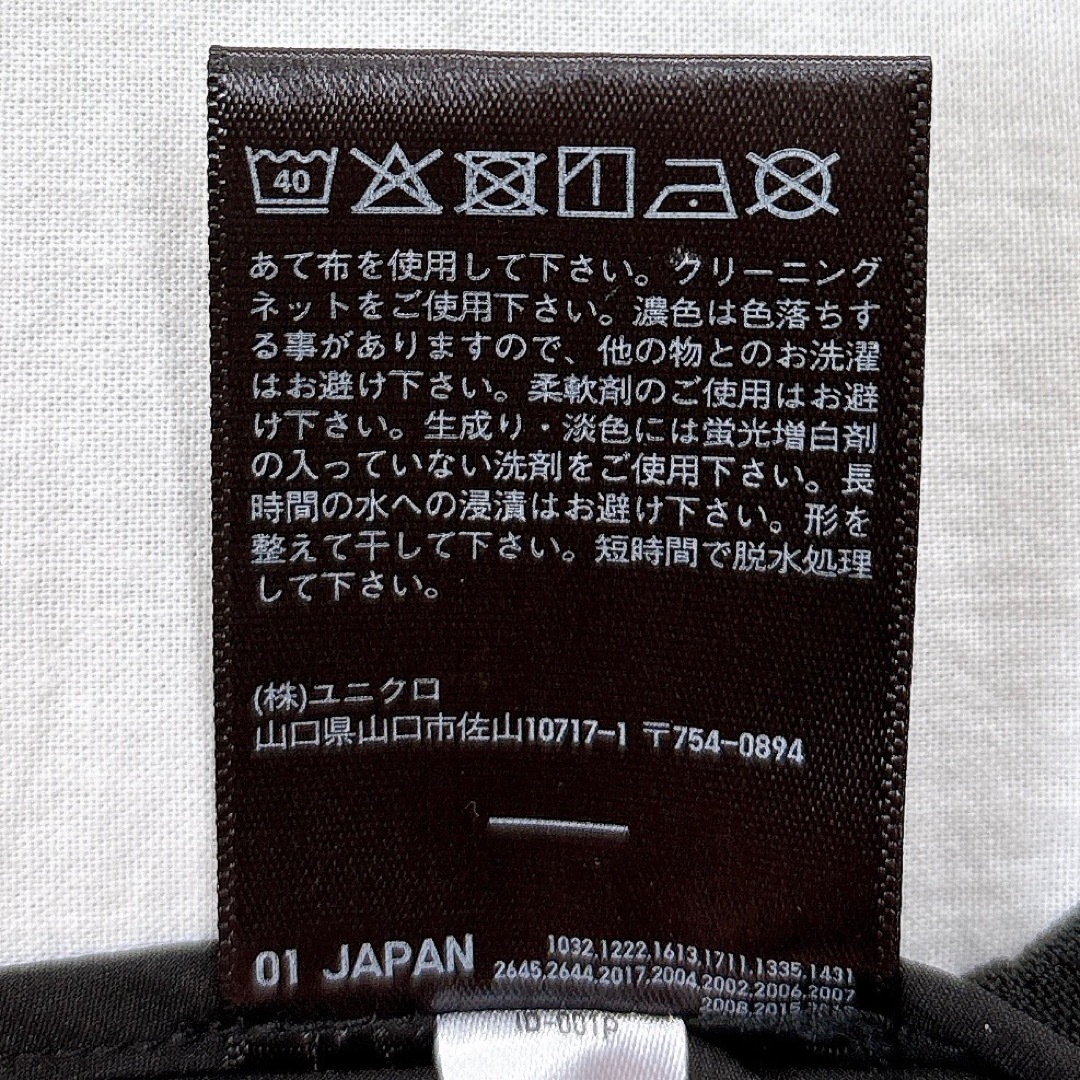 40
あて布を使用して下さい。クリーニング
ネットをご使用下さい。濃色は色落ちす
る事がありますので、他の物とのお洗濯
はお避け下さい。柔軟剤のご使用はお避
け下さい。生成り・淡色には蛍光増白剤
の入っていない洗剤をご使用下さい。長
時間の水への浸漬はお避け下さい。形を
整えて干して下さい。短時間で脱水処理
して下さい。
(株)ユニクロ
山口県山口市佐山10717-1 〒754-0894
01 JAPAN
1032,1222,1613,1711,1335,1431
2645,2644,2017,2004,2002,2006,2007
2008,2015